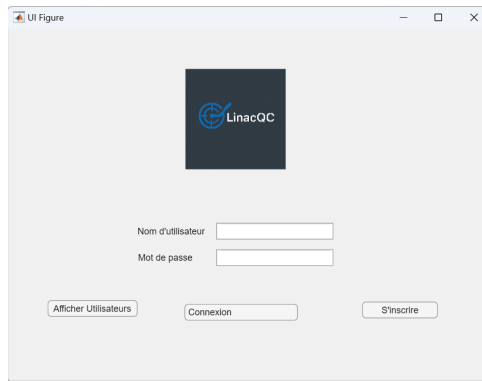 UI Figure
LinacQC
Nom d'utilisateur
Mot de passe
Afficher Utilisateurs
Connexion
S'inscrire